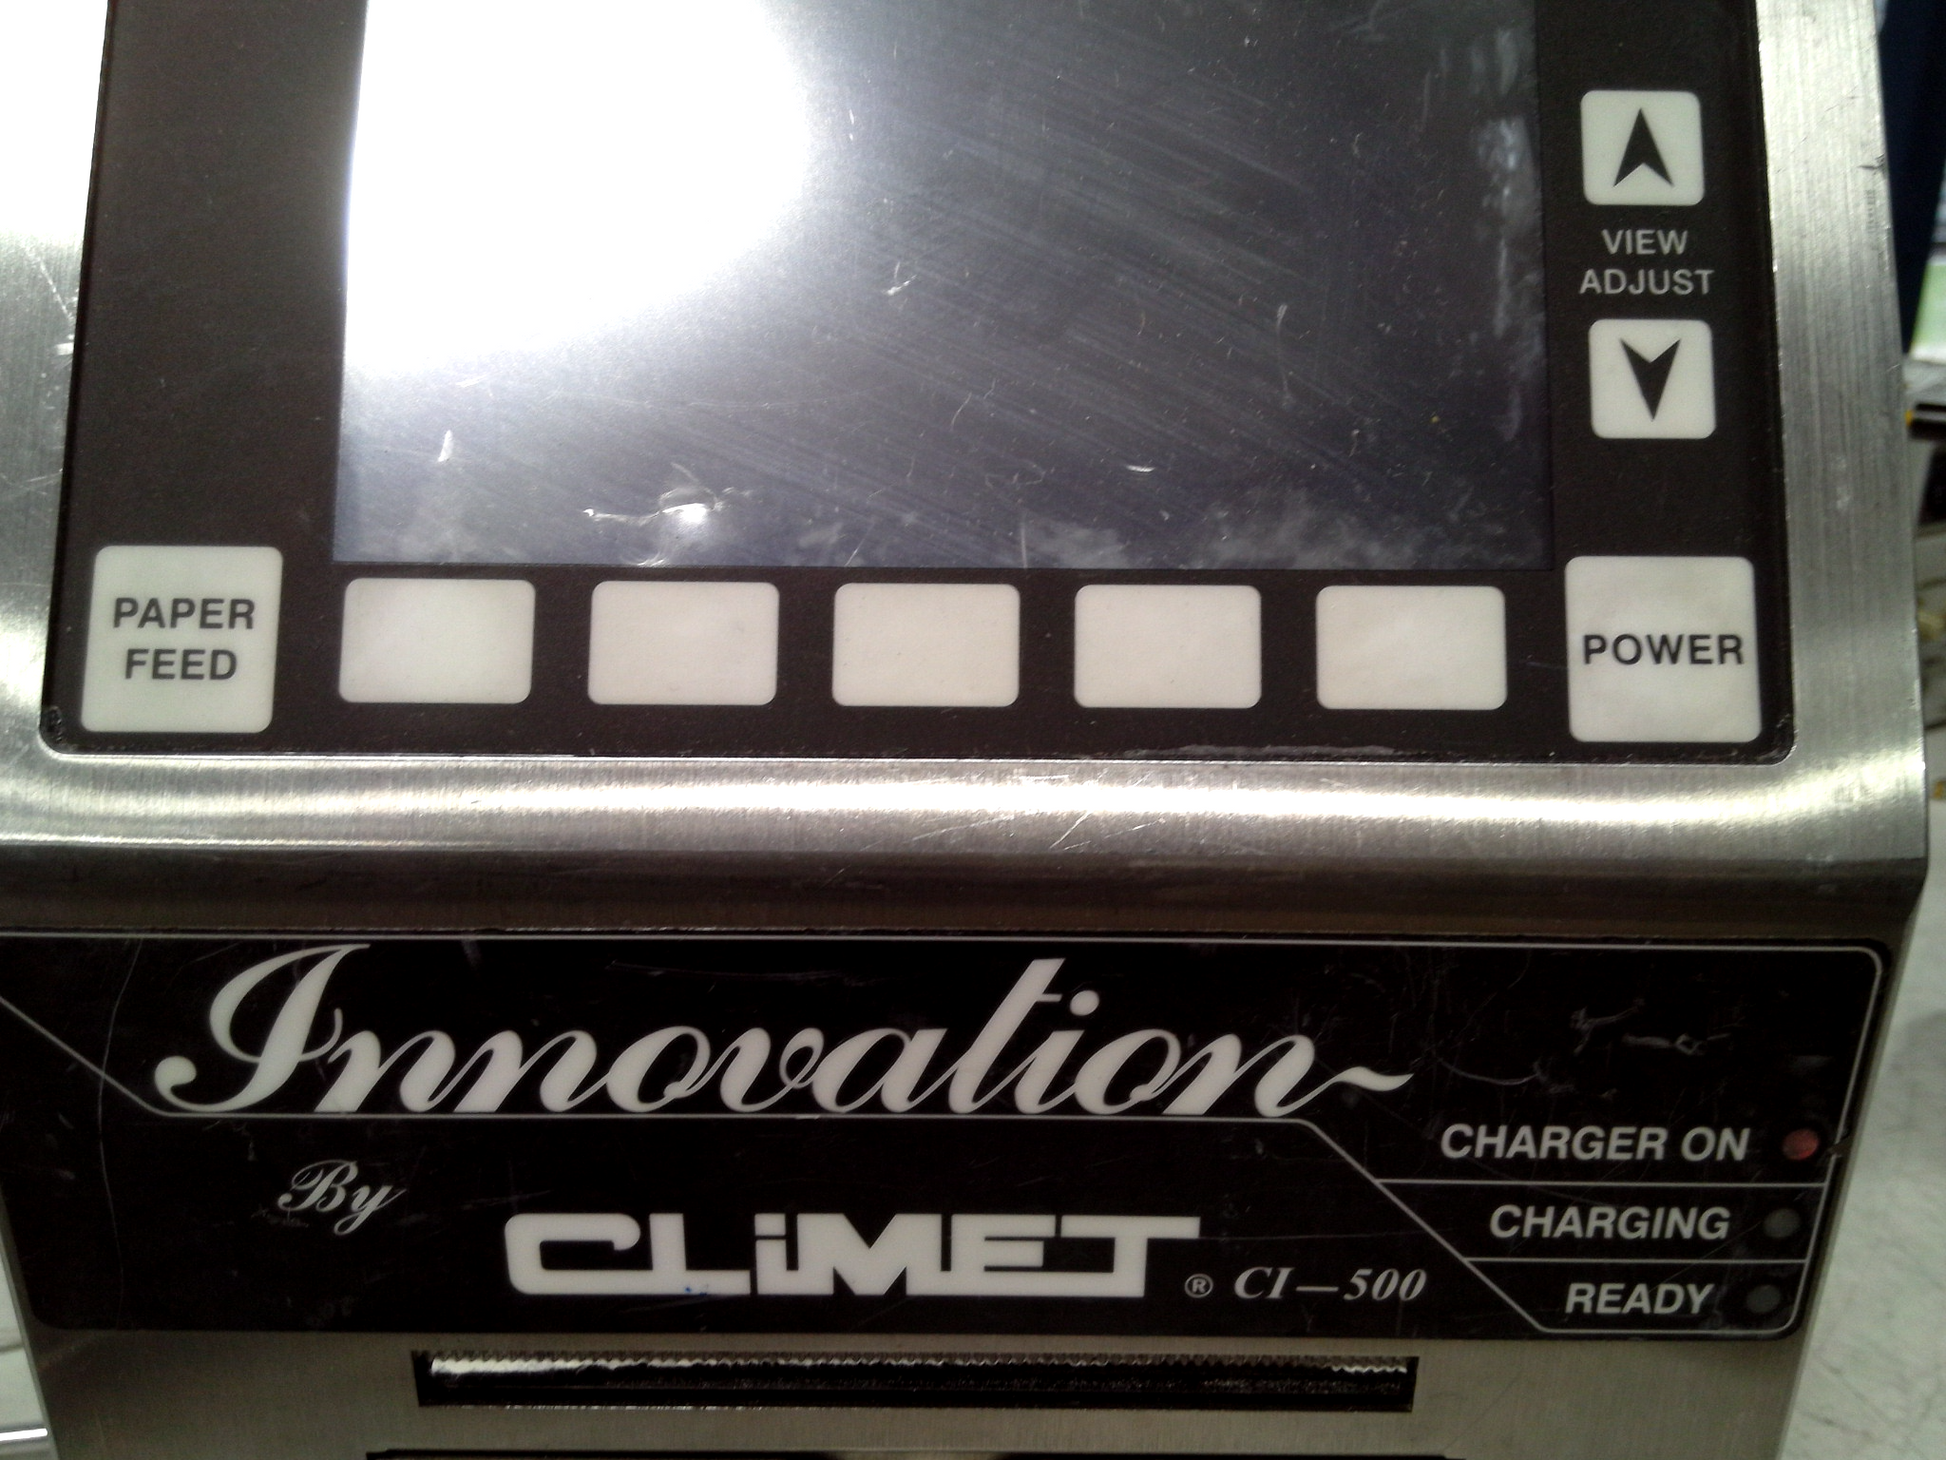 VIEW
ADJUST
PAPER
FEED
POWER
Innovation
By
CLiMET ® CI—500
CHARGER ON
CHARGING
READY